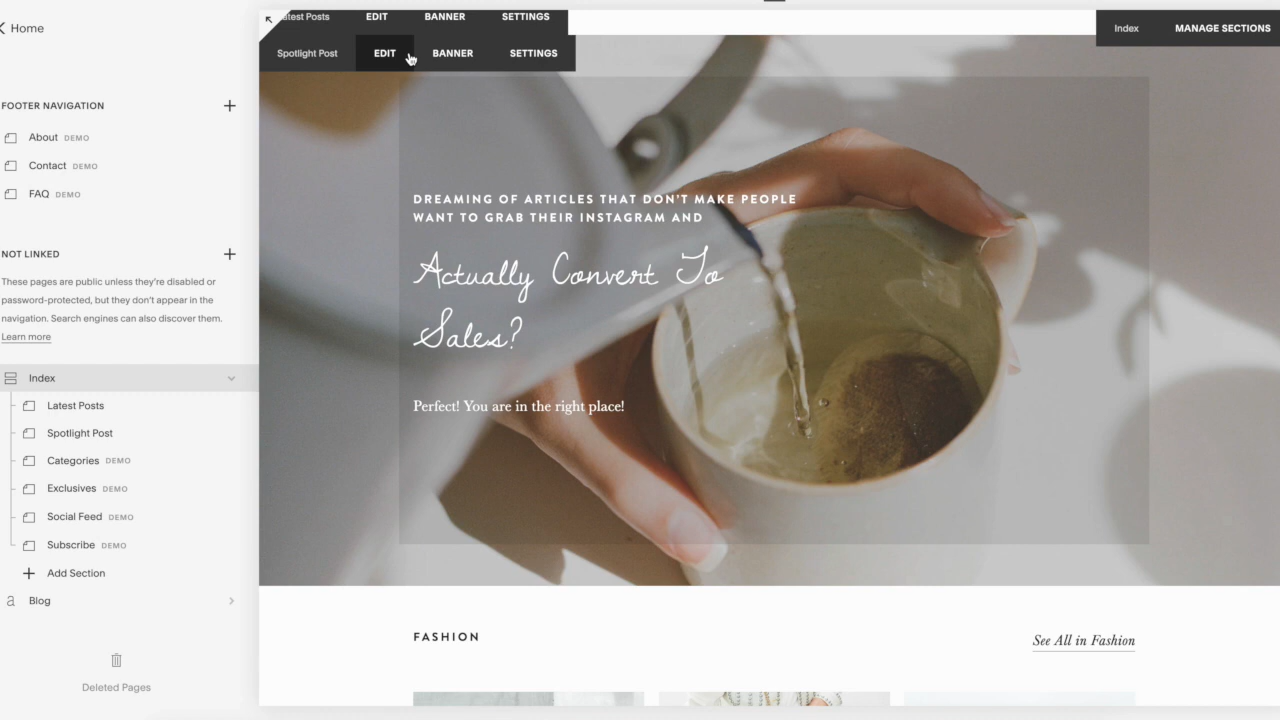 Home
FOOTER NAVIGATION
About DEMO
Contact DEMO
FAQ DEMO
NOT LINKED
These pages are public unless they're disabled or
password-protected, but they don't appear in the
navigation. Search engines can also discover them.
Learn more
Index
Latest Posts
Spotlight Post
Categories DEMO
Exclusives DEMO
Social Feed DEMO
Subscribe DEMO
Add Section
Blog
Deleted Pages
Latest Posts EDIT BANNER SETTINGS
Spotlight Post EDIT BANNER SETTINGS
Index MANAGE SECTIONS
DREAMING OF ARTICLES THAT DON'T MAKE PEOPLE
WANT TO GRAB THEIR INSTAGRAM AND
Actually Convert To
Sales?
Perfect! You are in the right place!
FASHION
See All in Fashion